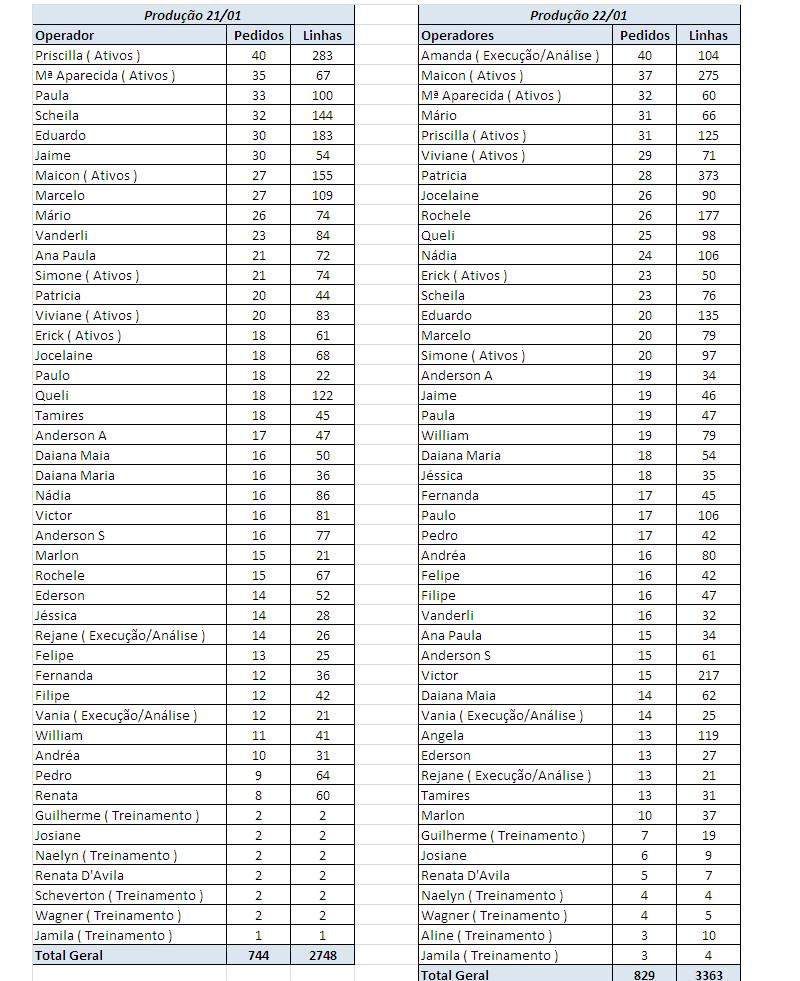 Produção 21/01
Operador Pedidos Linhas
Priscilla ( Ativos ) 40 283
Mª Aparecida ( Ativos ) 35 67
Paula 33 100
Scheila 32 144
Eduardo 30 183
Jaime 30 54
Maicon ( Ativos ) 27 155
Marcelo 27 109
Mário 26 74
Vanderli 23 84
Ana Paula 21 72
Simone ( Ativos ) 21 74
Patricia 20 44
Viviane ( Ativos ) 20 83
Erick ( Ativos ) 18 61
Jocelaine 18 68
Paulo 18 22
Queli 18 122
Tamires 18 45
Anderson A 17 47
Daiana Maia 16 50
Daiana Maria 16 36
Nádia 16 86
Victor 16 81
Anderson S 16 77
Marlon 15 21
Rochele 15 67
Ederson 14 52
Jéssica 14 28
Rejane ( Execução/Análise ) 14 26
Felipe 13 25
Fernanda 12 36
Filipe 12 42
Vania ( Execução/Análise ) 12 21
William 11 41
Andréa 10 31
Pedro 9 64
Renata 8 60
Guilherme ( Treinamento ) 2 2
Josiane 2 2
Naelyn ( Treinamento ) 2 2
Renata D'Avila 2 2
Scheverton ( Treinamento ) 2 2
Wagner ( Treinamento ) 2 2
Jamila ( Treinamento ) 1 1
Total Geral 744 2748
Produção 22/01
Operadores Pedidos Linhas
Amanda ( Execução/Análise ) 40 104
Maicon ( Ativos ) 37 275
Mª Aparecida ( Ativos ) 32 60
Mário 31 66
Priscilla ( Ativos ) 31 125
Viviane ( Ativos ) 29 71
Patricia 28 373
Jocelaine 26 90
Rochele 26 177
Queli 25 98
Nádia 24 106
Erick ( Ativos ) 23 50
Scheila 23 76
Eduardo 20 135
Marcelo 20 79
Simone ( Ativos ) 20 97
Anderson A 19 34
Jaime 19 46
Paula 19 47
William 19 79
Daiana Maria 18 54
Jéssica 18 35
Fernanda 17 45
Paulo 17 106
Pedro 17 42
Andréa 16 80
Felipe 16 42
Filipe 16 47
Vanderli 16 32
Ana Paula 15 34
Anderson S 15 61
Victor 15 217
Daiana Maia 14 62
Vania ( Execução/Análise ) 14 25
Angela 13 119
Ederson 13 27
Rejane ( Execução/Análise ) 13 21
Tamires 13 31
Marlon 10 37
Guilherme ( Treinamento ) 7 19
Josiane 6 9
Renata D'Avila 5 7
Naelyn ( Treinamento ) 4 4
Wagner ( Treinamento ) 4 5
Aline ( Treinamento ) 3 10
Jamila ( Treinamento ) 3 4
Total Geral 829 3363